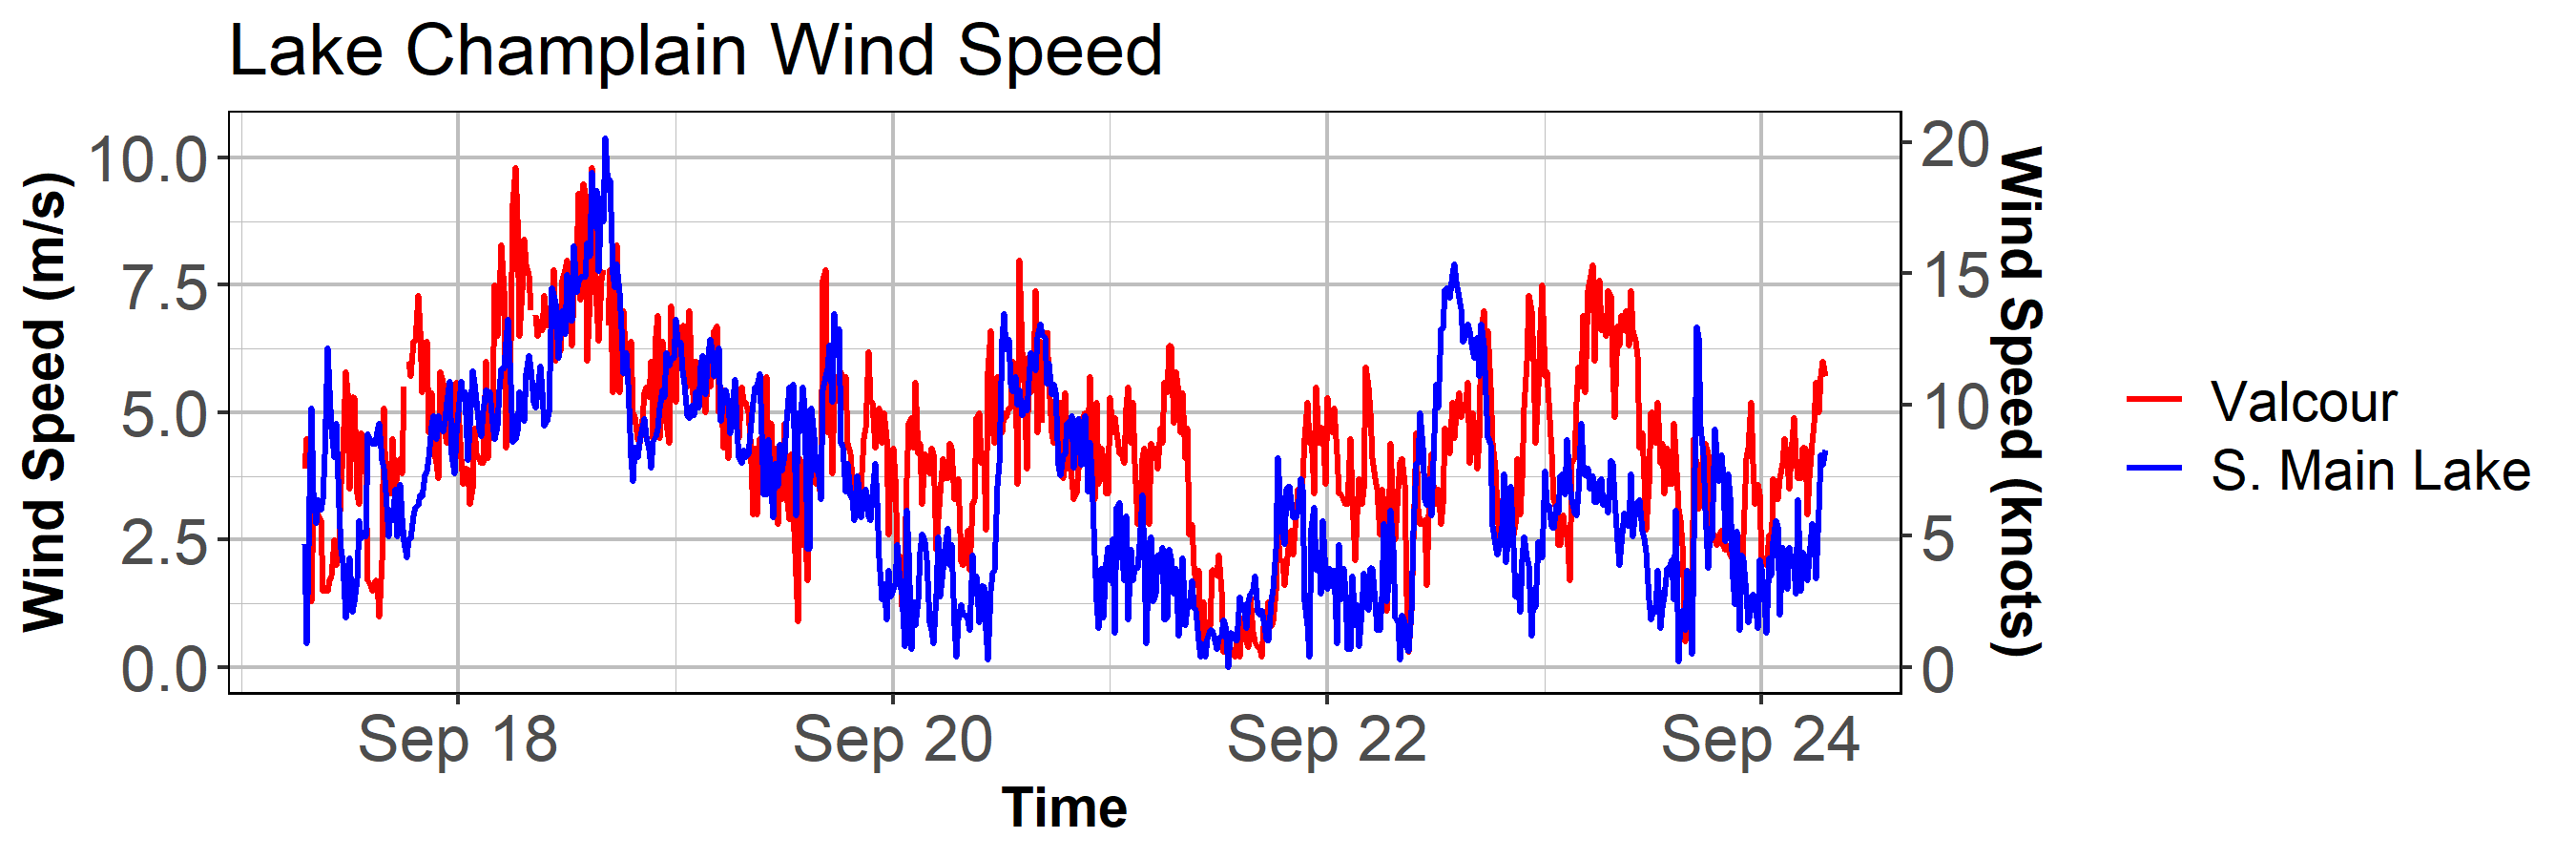 Lake Champlain Wind Speed
Wind Speed (m/s)
10.0
7.5
5.0
2.5
0.0
20
15
10
5
0
Wind Speed (knots)
Sep 18
Sep 20
Sep 22
Sep 24
Time
Valcour
S. Main Lake